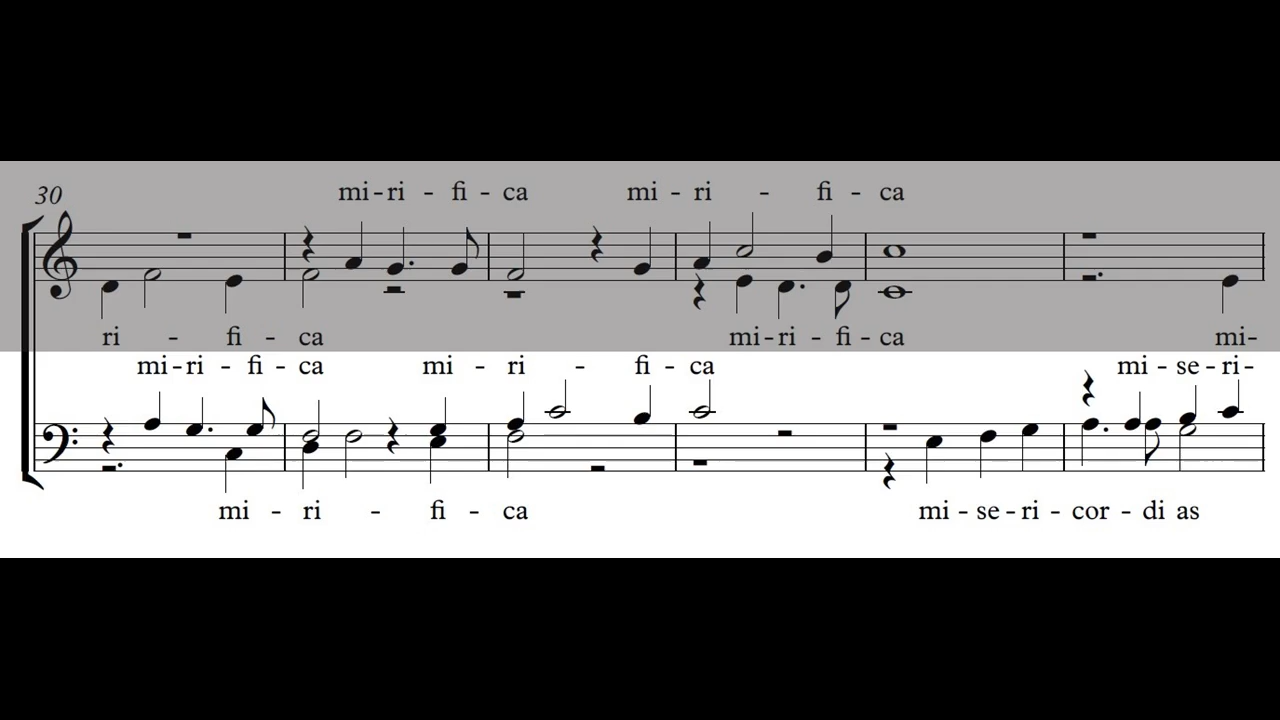 30
mi - ri - fi - ca mi - ri - fi - ca
ri - fi - ca mi - ri - fi - ca mi-
mi - ri - fi - ca mi - ri - fi - ca mi - se - ri -
mi - ri - fi - ca mi - se - ri - cor - di as